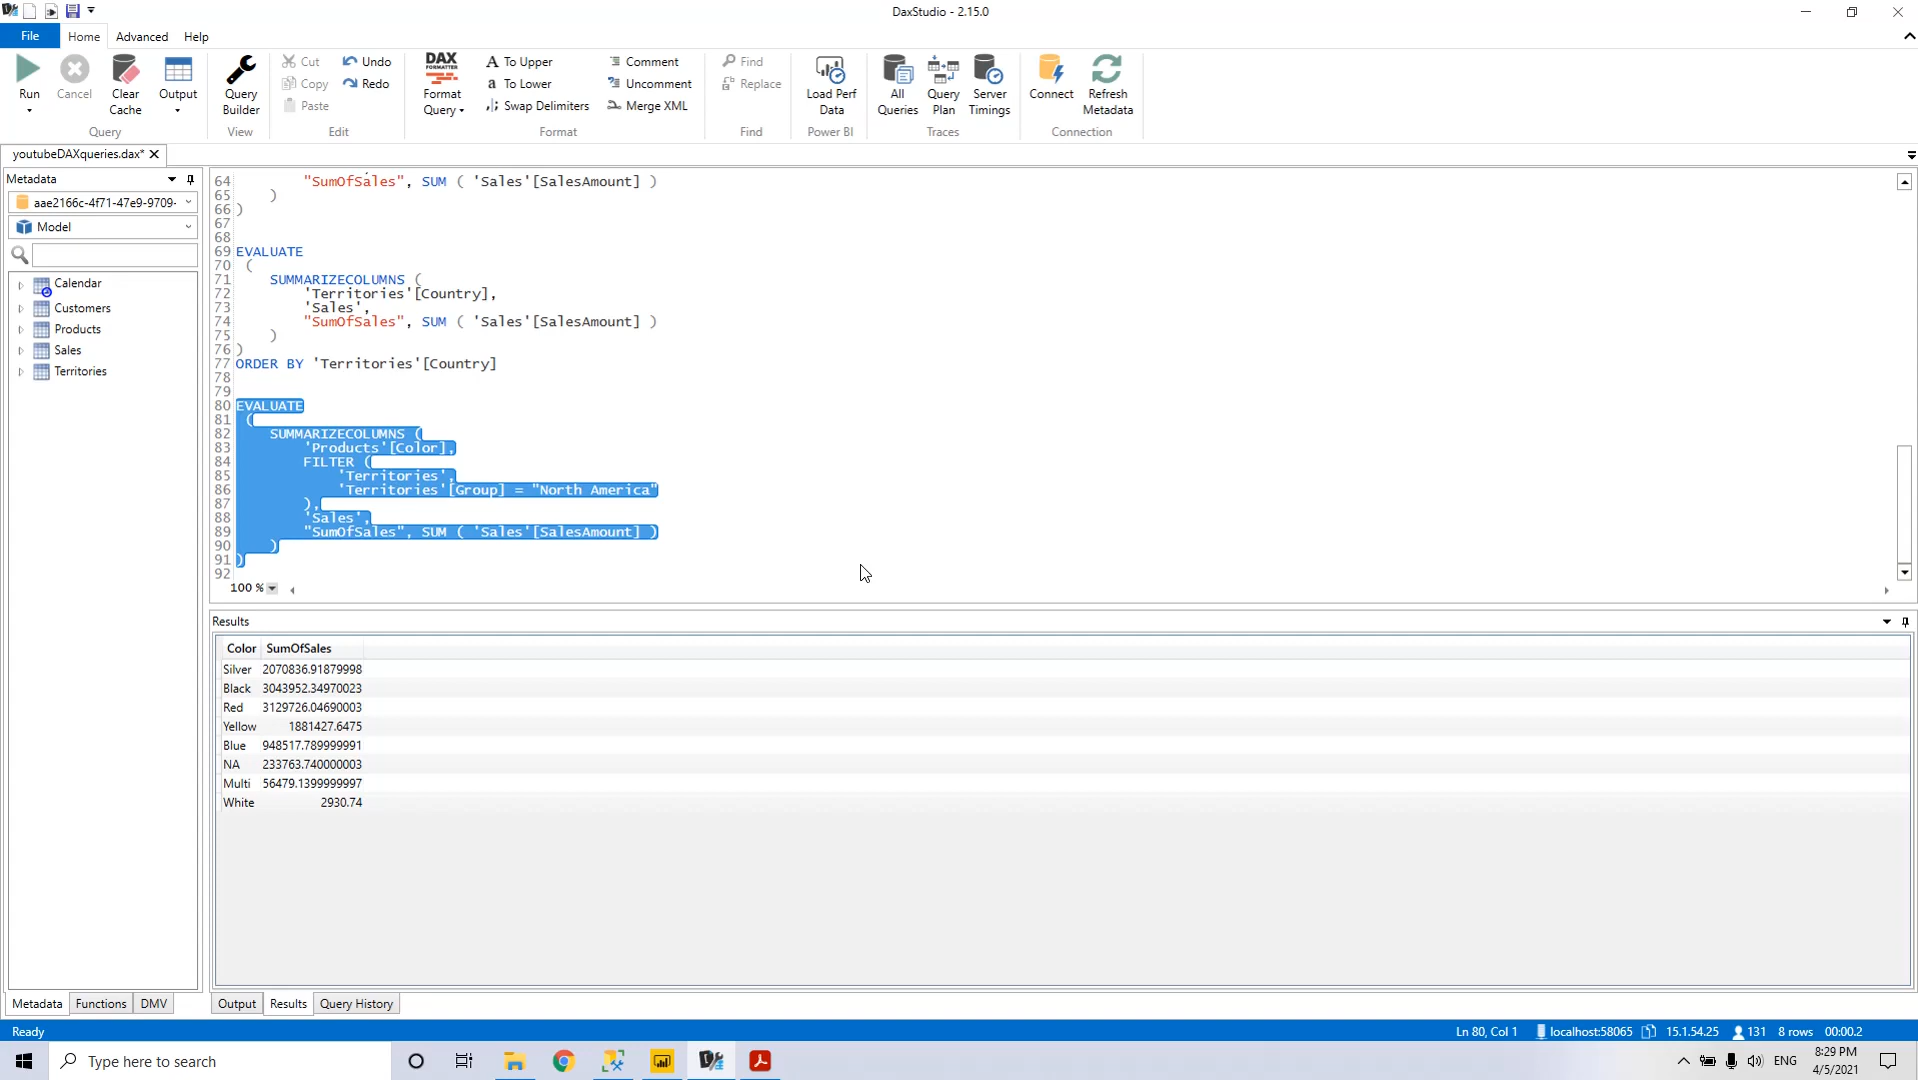 DaxStudio - 2.15.0
File
Home
Advanced
Help
Run
Cancel
Clear Cache
Output
Query
Query Builder
View
Cut
Copy
Paste
Undo
Redo
Edit
DAX FORMATTER
Format Query
To Upper
To Lower
Swap Delimiters
Comment
Uncomment
Merge XML
Format
Find
Replace
Find
Load Perf Data
Power BI
All Queries
Query Plan
Server Timings
Traces
Connect
Refresh Metadata
Connection
youtubeDAXqueries.dax*
Metadata
aae2166c-4f71-47e9-9709-
Model
Calendar
Customers
Products
Sales
Territories
64 "SumOfSales", SUM ( 'Sales'[SalesAmount] )
65 )
66 )
67
68
69 EVALUATE
70 (
71 SUMMARIZECOLUMNS (
72 'Territories'[Country],
73 'Sales',
74 "SumOfSales", SUM ( 'Sales'[SalesAmount] )
75 )
76 )
77 ORDER BY 'Territories'[Country]
78
79
80 EVALUATE
81 (
82 SUMMARIZECOLUMNS (
83 'Products'[Color],
84 FILTER (
85 'Territories',
86 'Territories'[Group] = "North America"
87 ),
88 'Sales',
89 "SumOfSales", SUM ( 'Sales'[SalesAmount] )
90 )
91 )
92
100 %
Results
Color SumOfSales
Silver 2070836.91879998
Black 3043952.34970023
Red 3129726.04690003
Yellow 1881427.6475
Blue 948517.789999991
NA 233763.740000003
Multi 56479.1399999997
White 2930.74
Metadata Functions DMV
Output Results Query History
Ready
Ln 80, Col 1 localhost:58065 15.1.54.25 131 8 rows 00:00.2
Type here to search
ENG
8:29 PM
4/5/2021